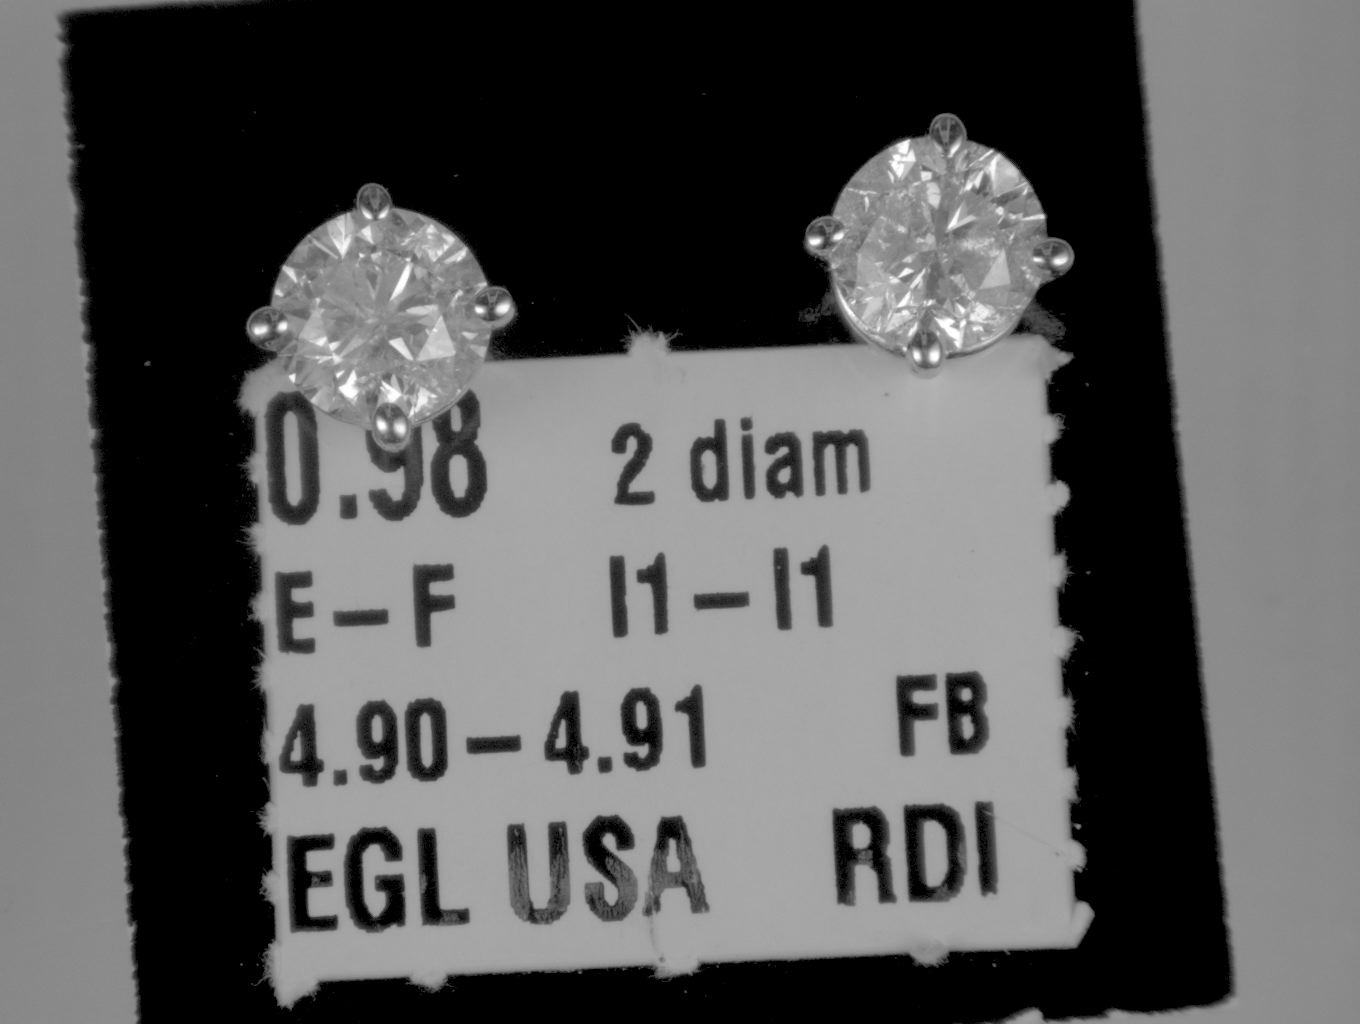 0.98 2 diam
E-F I1-I1
4.90-4.91 FB
EGL USA RDI